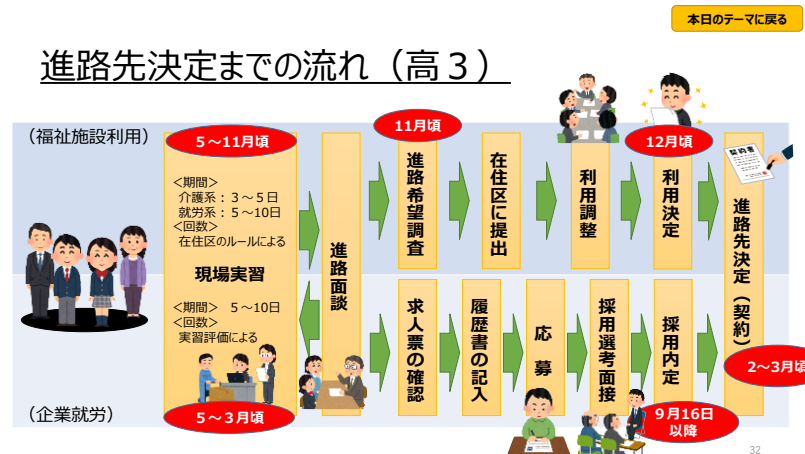 本日のテーマに戻る
進路先決定までの流れ（高３）
（福祉施設利用）
５～11月頃
＜期間＞
介護系：３～５日
就労系：５～10日
＜回数＞
在住区のルールによる
現場実習
＜期間＞　５～10日
＜回数＞
実習評価による
５～３月頃
（企業就労）
進路面談
11月頃
進路希望調査
在住区に提出
利用調整
12月頃
利用決定
求人票の確認
履歴書の記入
応募
採用選考面接
採用内定
９月16日
以降
契約書
進路先決定（契約）
2～3月頃
32